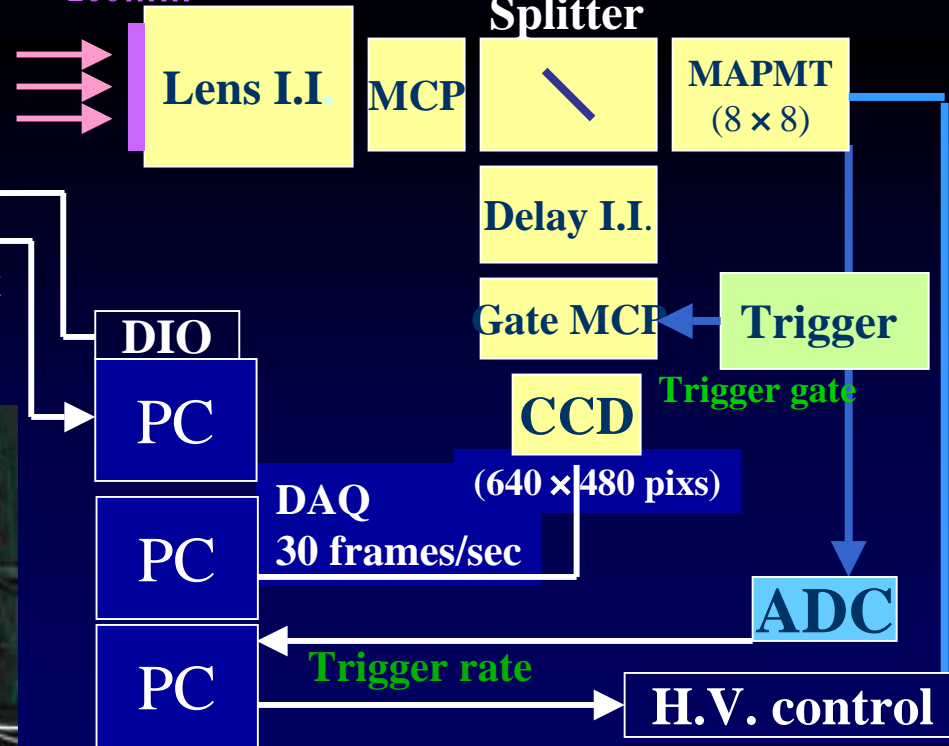 Splitter
Lens I.I.
MCP
MAPMT
(8 × 8)
Delay I.I.
Gate MCP
Trigger
DIO
Trigger gate
PC
CCD
(640 × 480 pixs)
DAQ
30 frames/sec
PC
ADC
Trigger rate
PC
H.V. control